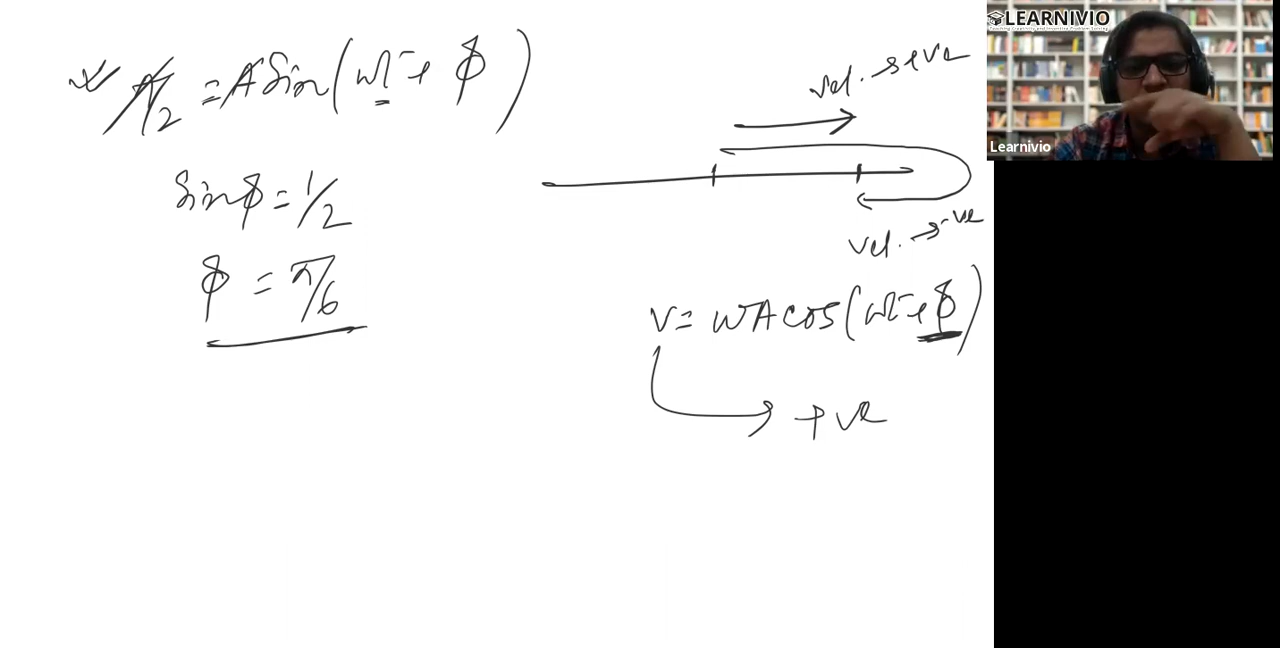 A/2 = A Sin(ωt + φ)
Sin φ = 1/2
φ = π/6
vel. → +ve
vel. → -ve
v = ωA cos(ωt + φ)
→ +ve
LEARNIVIO
Learnivio